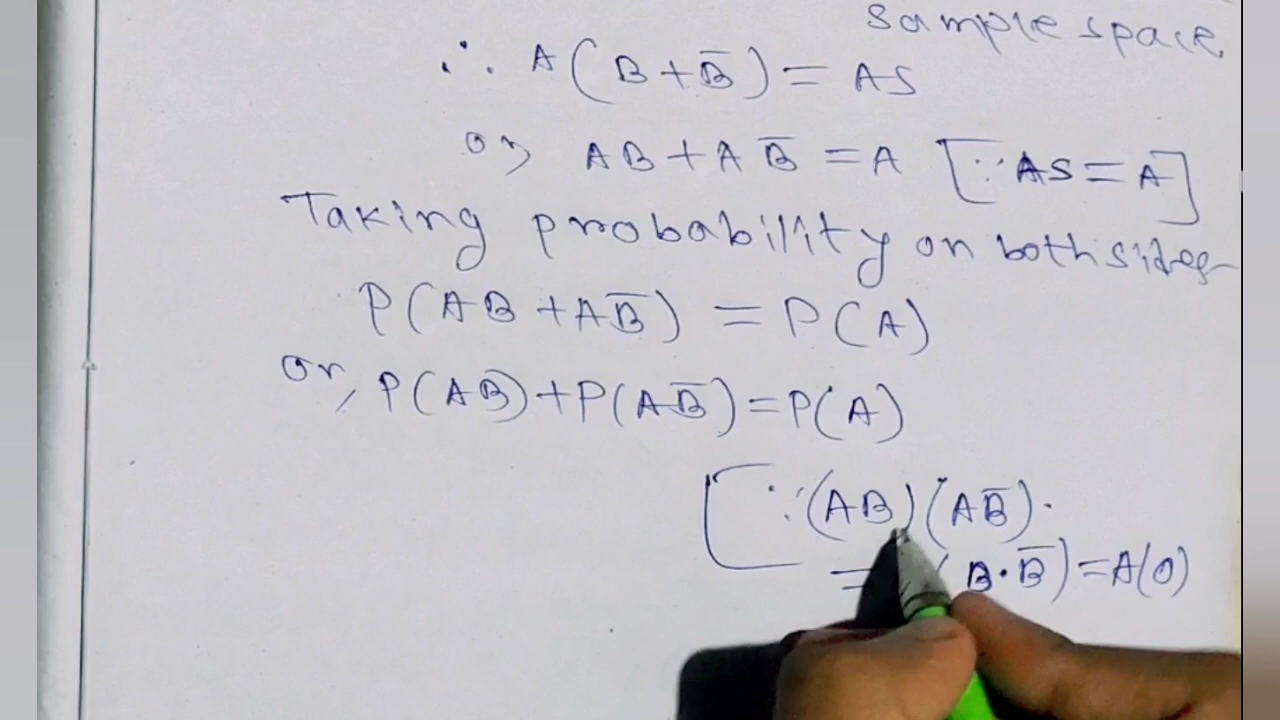 sample space
∴ A(B+B̅) = AS
or, AB + AB̅ = A [∵ AS = A]
Taking probability on both sides
P(AB + AB̅) = P(A)
or, P(AB) + P(AB̅) = P(A)
[∵ (AB)(AB̅).
= (B·B̅) = A(0)